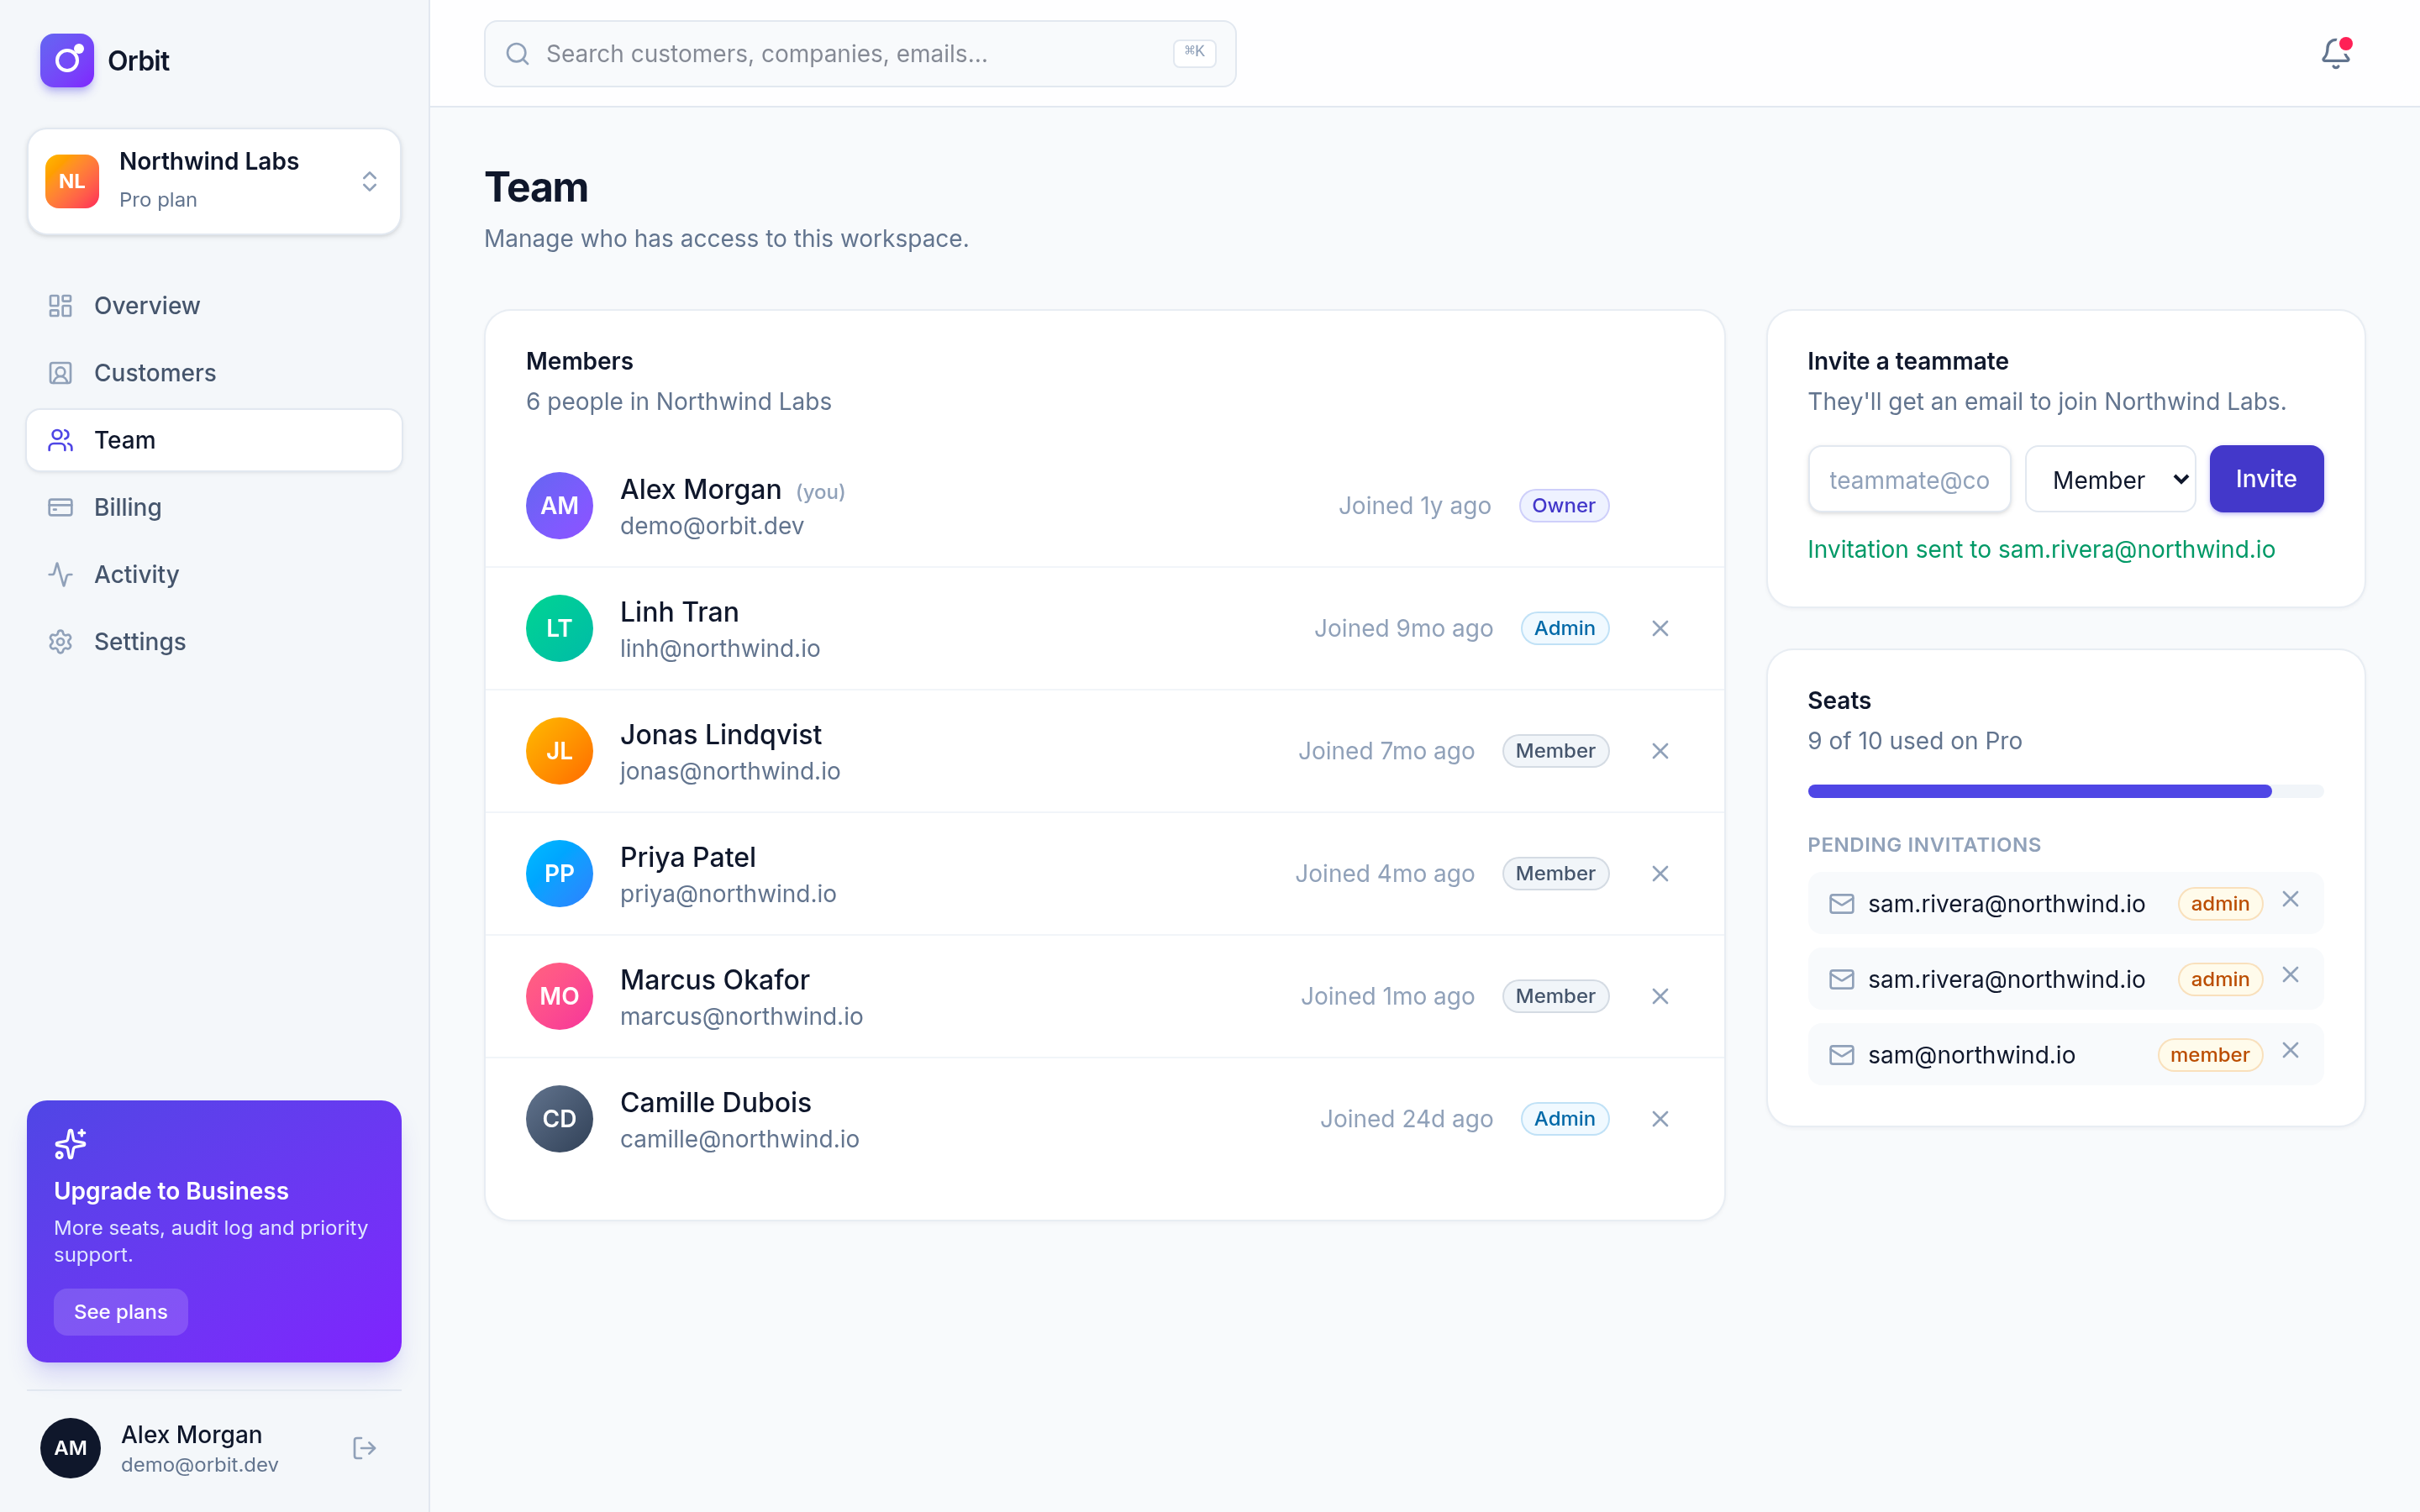 Orbit
NL
Northwind Labs
Pro plan
Overview
Customers
Team
Billing
Activity
Settings
Upgrade to Business
More seats, audit log and priority
support.
See plans
AM
Alex Morgan
demo@orbit.dev
Search customers, companies, emails...
⌘K
Team
Manage who has access to this workspace.
Members
6 people in Northwind Labs
AM
Alex Morgan (you)
demo@orbit.dev
Joined 1y ago
Owner
LT
Linh Tran
linh@northwind.io
Joined 9mo ago
Admin
JL
Jonas Lindqvist
jonas@northwind.io
Joined 7mo ago
Member
PP
Priya Patel
priya@northwind.io
Joined 4mo ago
Member
MO
Marcus Okafor
marcus@northwind.io
Joined 1mo ago
Member
CD
Camille Dubois
camille@northwind.io
Joined 24d ago
Admin
Invite a teammate
They'll get an email to join Northwind Labs.
teammate@co
Member
Invite
Invitation sent to sam.rivera@northwind.io
Seats
9 of 10 used on Pro
PENDING INVITATIONS
sam.rivera@northwind.io
admin
sam.rivera@northwind.io
admin
sam@northwind.io
member